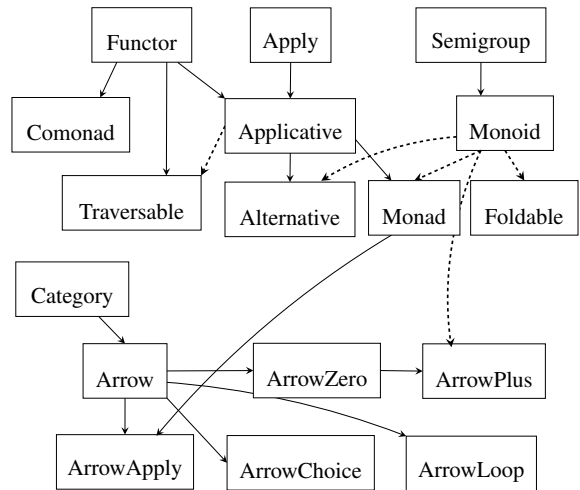 Functor
Apply
Semigroup
Comonad
Applicative
Monoid
Traversable
Alternative
Monad
Foldable
Category
Arrow
ArrowZero
ArrowPlus
ArrowApply
ArrowChoice
ArrowLoop